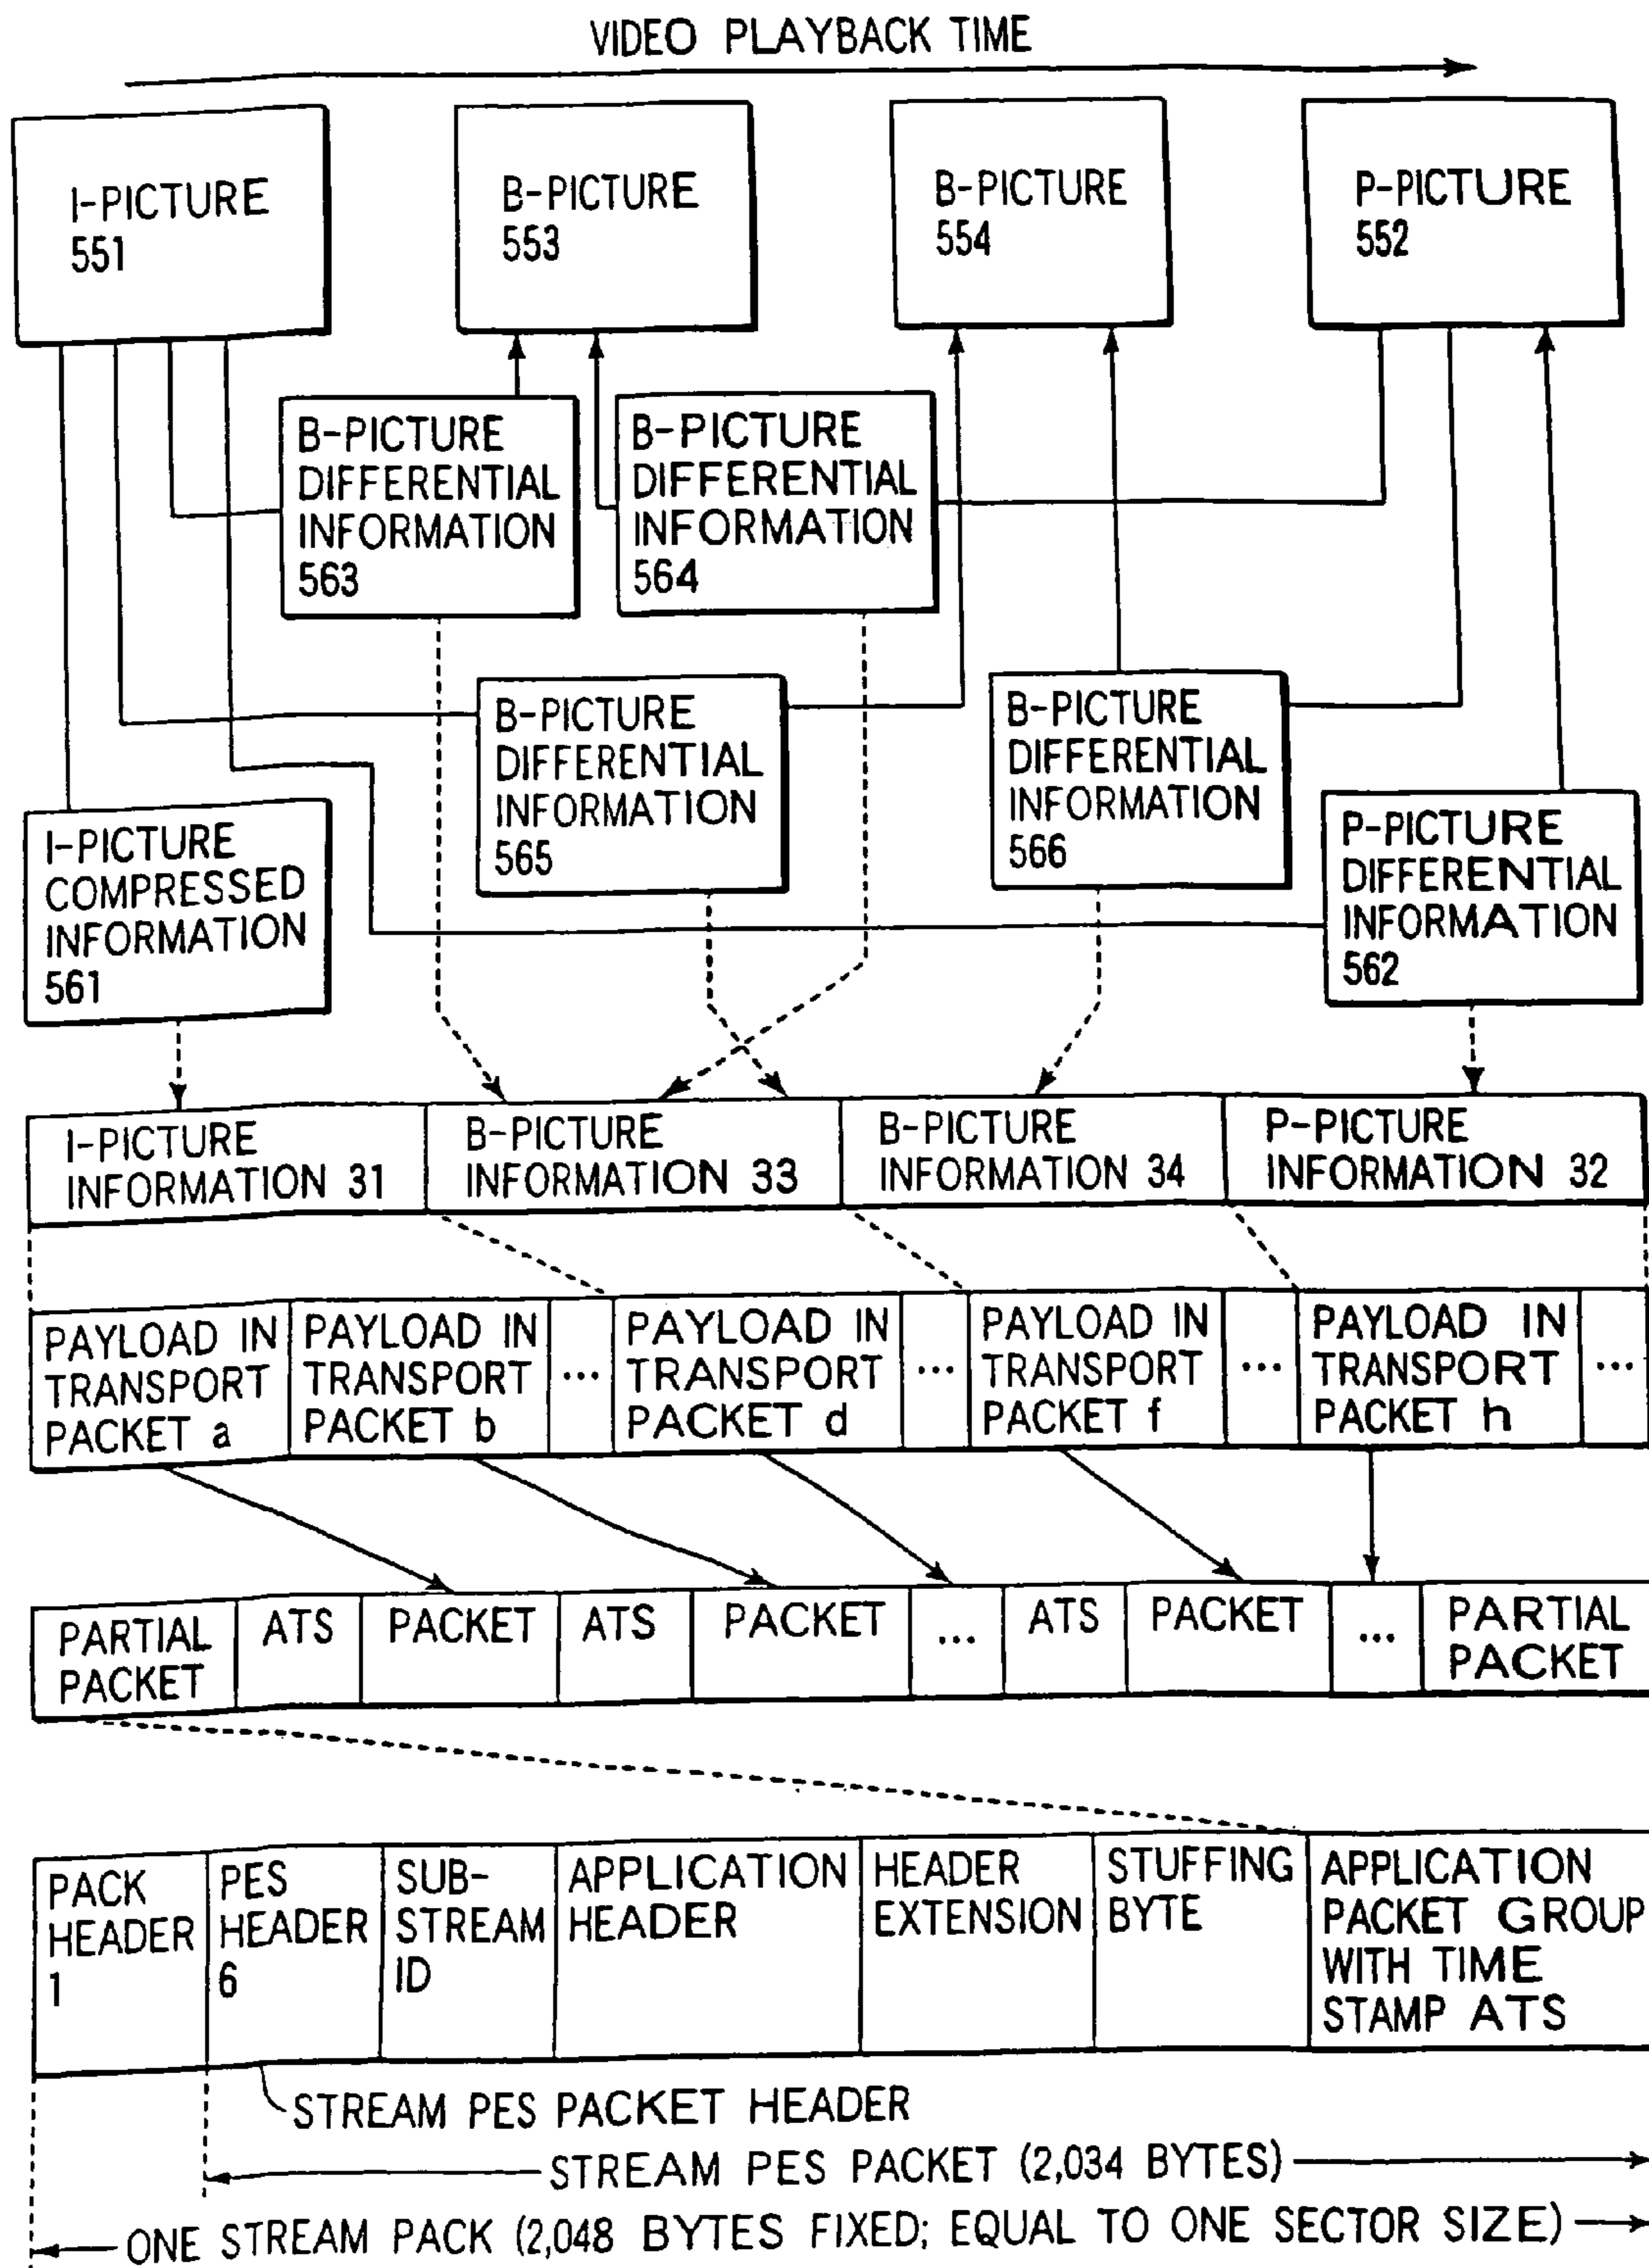 VIDEO PLAYBACK TIME
I-PICTURE
551
B-PICTURE
553
B-PICTURE
554
P-PICTURE
552
B-PICTURE
DIFFERENTIAL
INFORMATION
563
B-PICTURE
DIFFERENTIAL
INFORMATION
564
B-PICTURE
DIFFERENTIAL
INFORMATION
565
B-PICTURE
DIFFERENTIAL
INFORMATION
566
I-PICTURE
COMPRESSED
INFORMATION
561
P-PICTURE
DIFFERENTIAL
INFORMATION
562
I-PICTURE
INFORMATION 31
B-PICTURE
INFORMATION 33
B-PICTURE
INFORMATION 34
P-PICTURE
INFORMATION 32
PAYLOAD IN
TRANSPORT
PACKET a
PAYLOAD IN
TRANSPORT
PACKET b
...
PAYLOAD IN
TRANSPORT
PACKET d
...
PAYLOAD IN
TRANSPORT
PACKET f
...
PAYLOAD IN
TRANSPORT
PACKET h
...
PARTIAL
PACKET
ATS
PACKET
ATS
PACKET
...
ATS
PACKET
...
PARTIAL
PACKET
PACK
HEADER
1
PES
HEADER
6
SUB-
STREAM
ID
APPLICATION
HEADER
HEADER
EXTENSION
STUFFING
BYTE
APPLICATION
PACKET GROUP
WITH TIME
STAMP ATS
STREAM PES PACKET HEADER
STREAM PES PACKET (2,034 BYTES)
ONE STREAM PACK (2,048 BYTES FIXED; EQUAL TO ONE SECTOR SIZE)